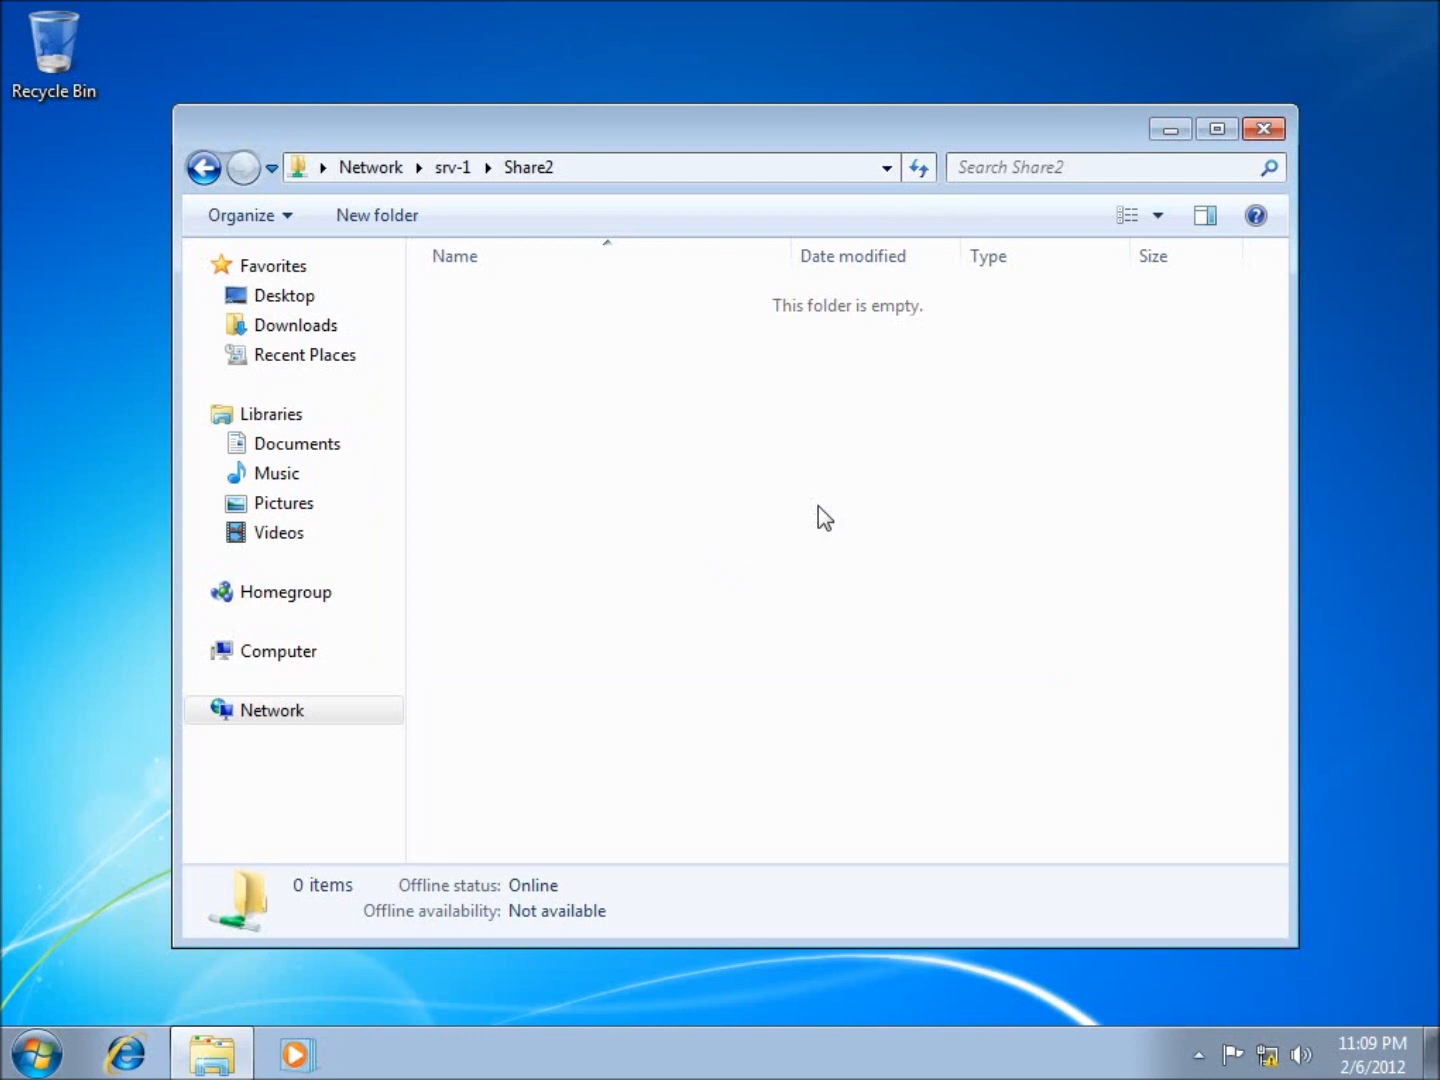 Recycle Bin
Network srv-1 Share2
Search Share2
Organize New folder
Name Date modified Type Size
This folder is empty.
Favorites
Desktop
Downloads
Recent Places
Libraries
Documents
Music
Pictures
Videos
Homegroup
Computer
Network
0 items Offline status: Online
Offline availability: Not available
11:09 PM
2/6/2012